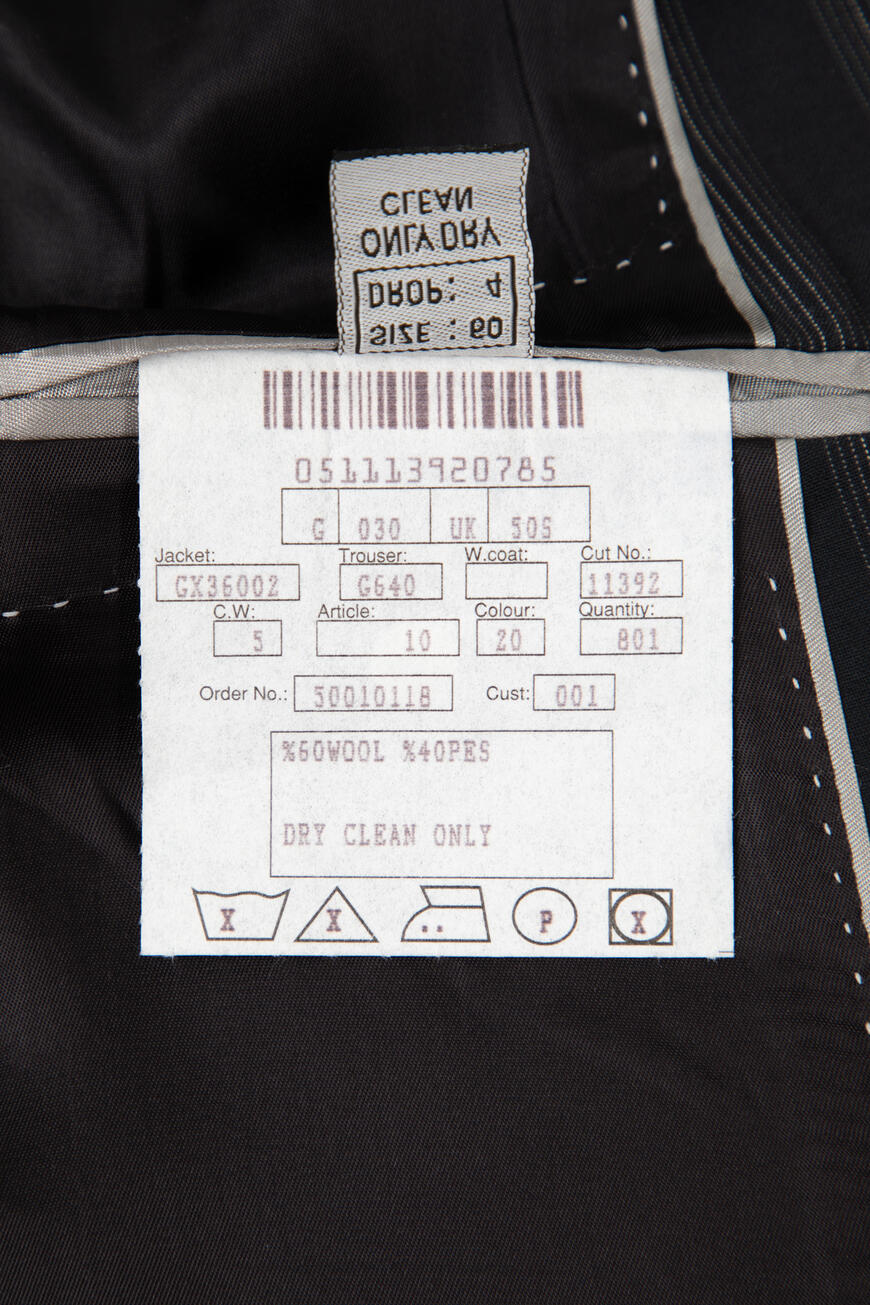 CLEAN
ONLY DRY
DROP: 4
SIZE : 60
051113920785
G 030 UK 50S
Jacket: Trouser: W.coat: Cut No.:
GX36002 G640 11392
C.W: Article: Colour: Quantity:
5 10 20 801
Order No.: 50010118 Cust: 001
%60WOOL %40PES
DRY CLEAN ONLY
X X P X